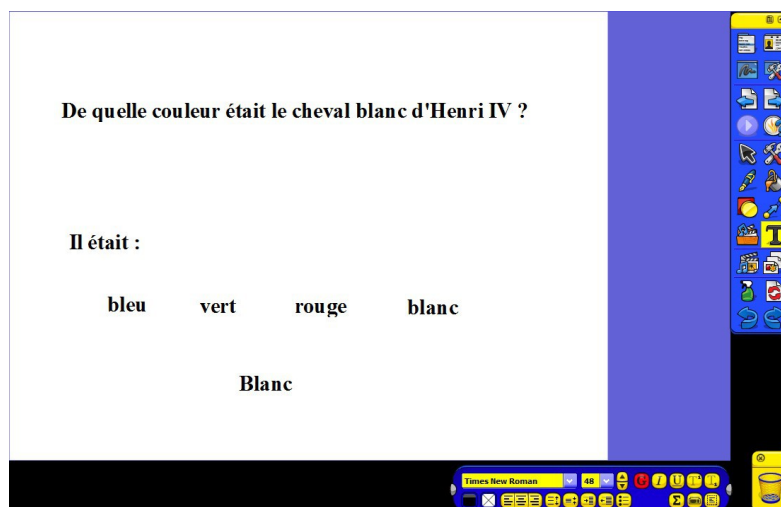 De quelle couleur était le cheval blanc d'Henri IV ?
Il était :
bleu vert rouge blanc
Blanc
Times New Roman 48 G I U T T
Σ